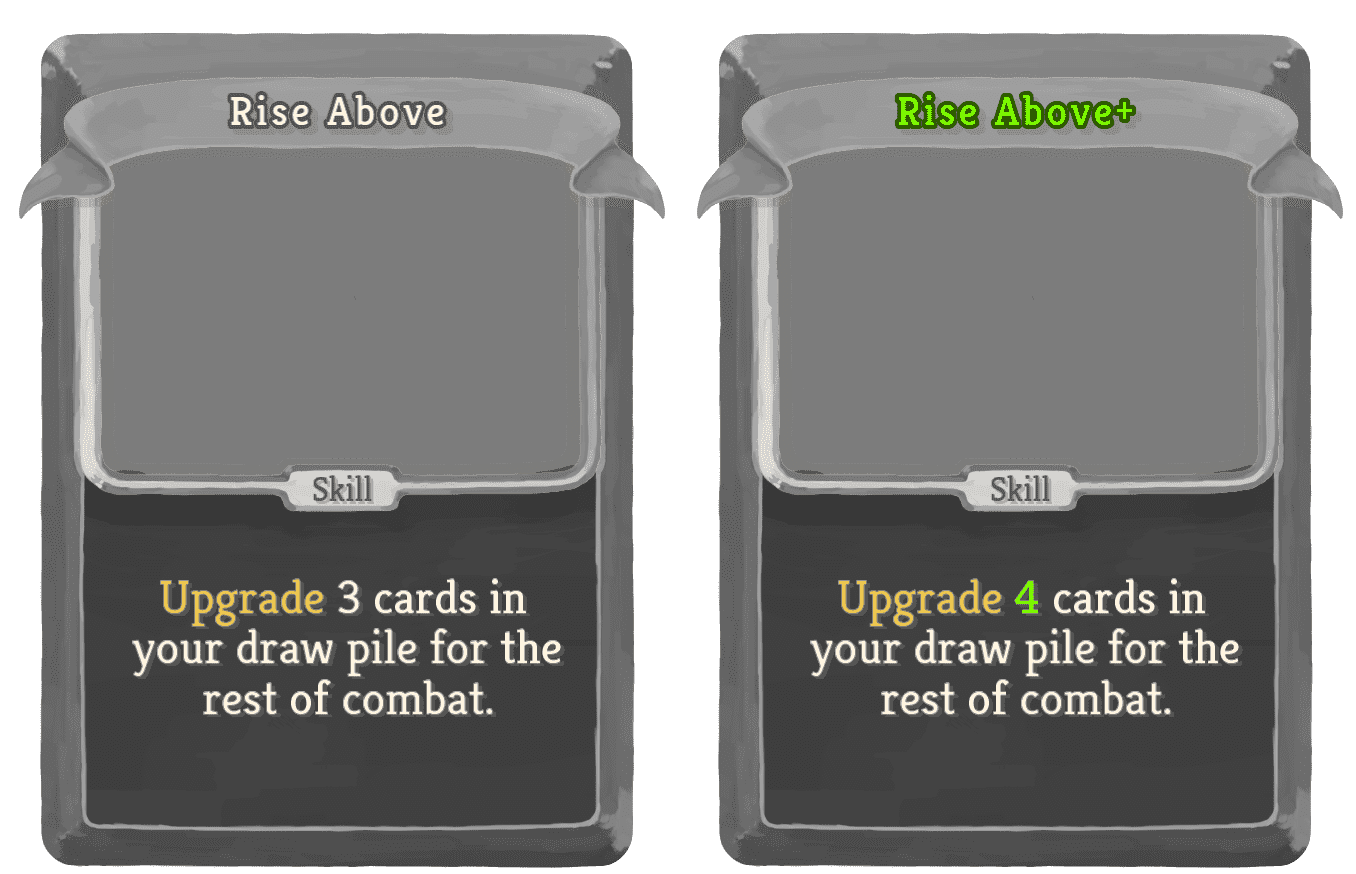 Rise Above
Skill
Upgrade 3 cards in
your draw pile for the
rest of combat.
Rise Above+
Skill
Upgrade 4 cards in
your draw pile for the
rest of combat.